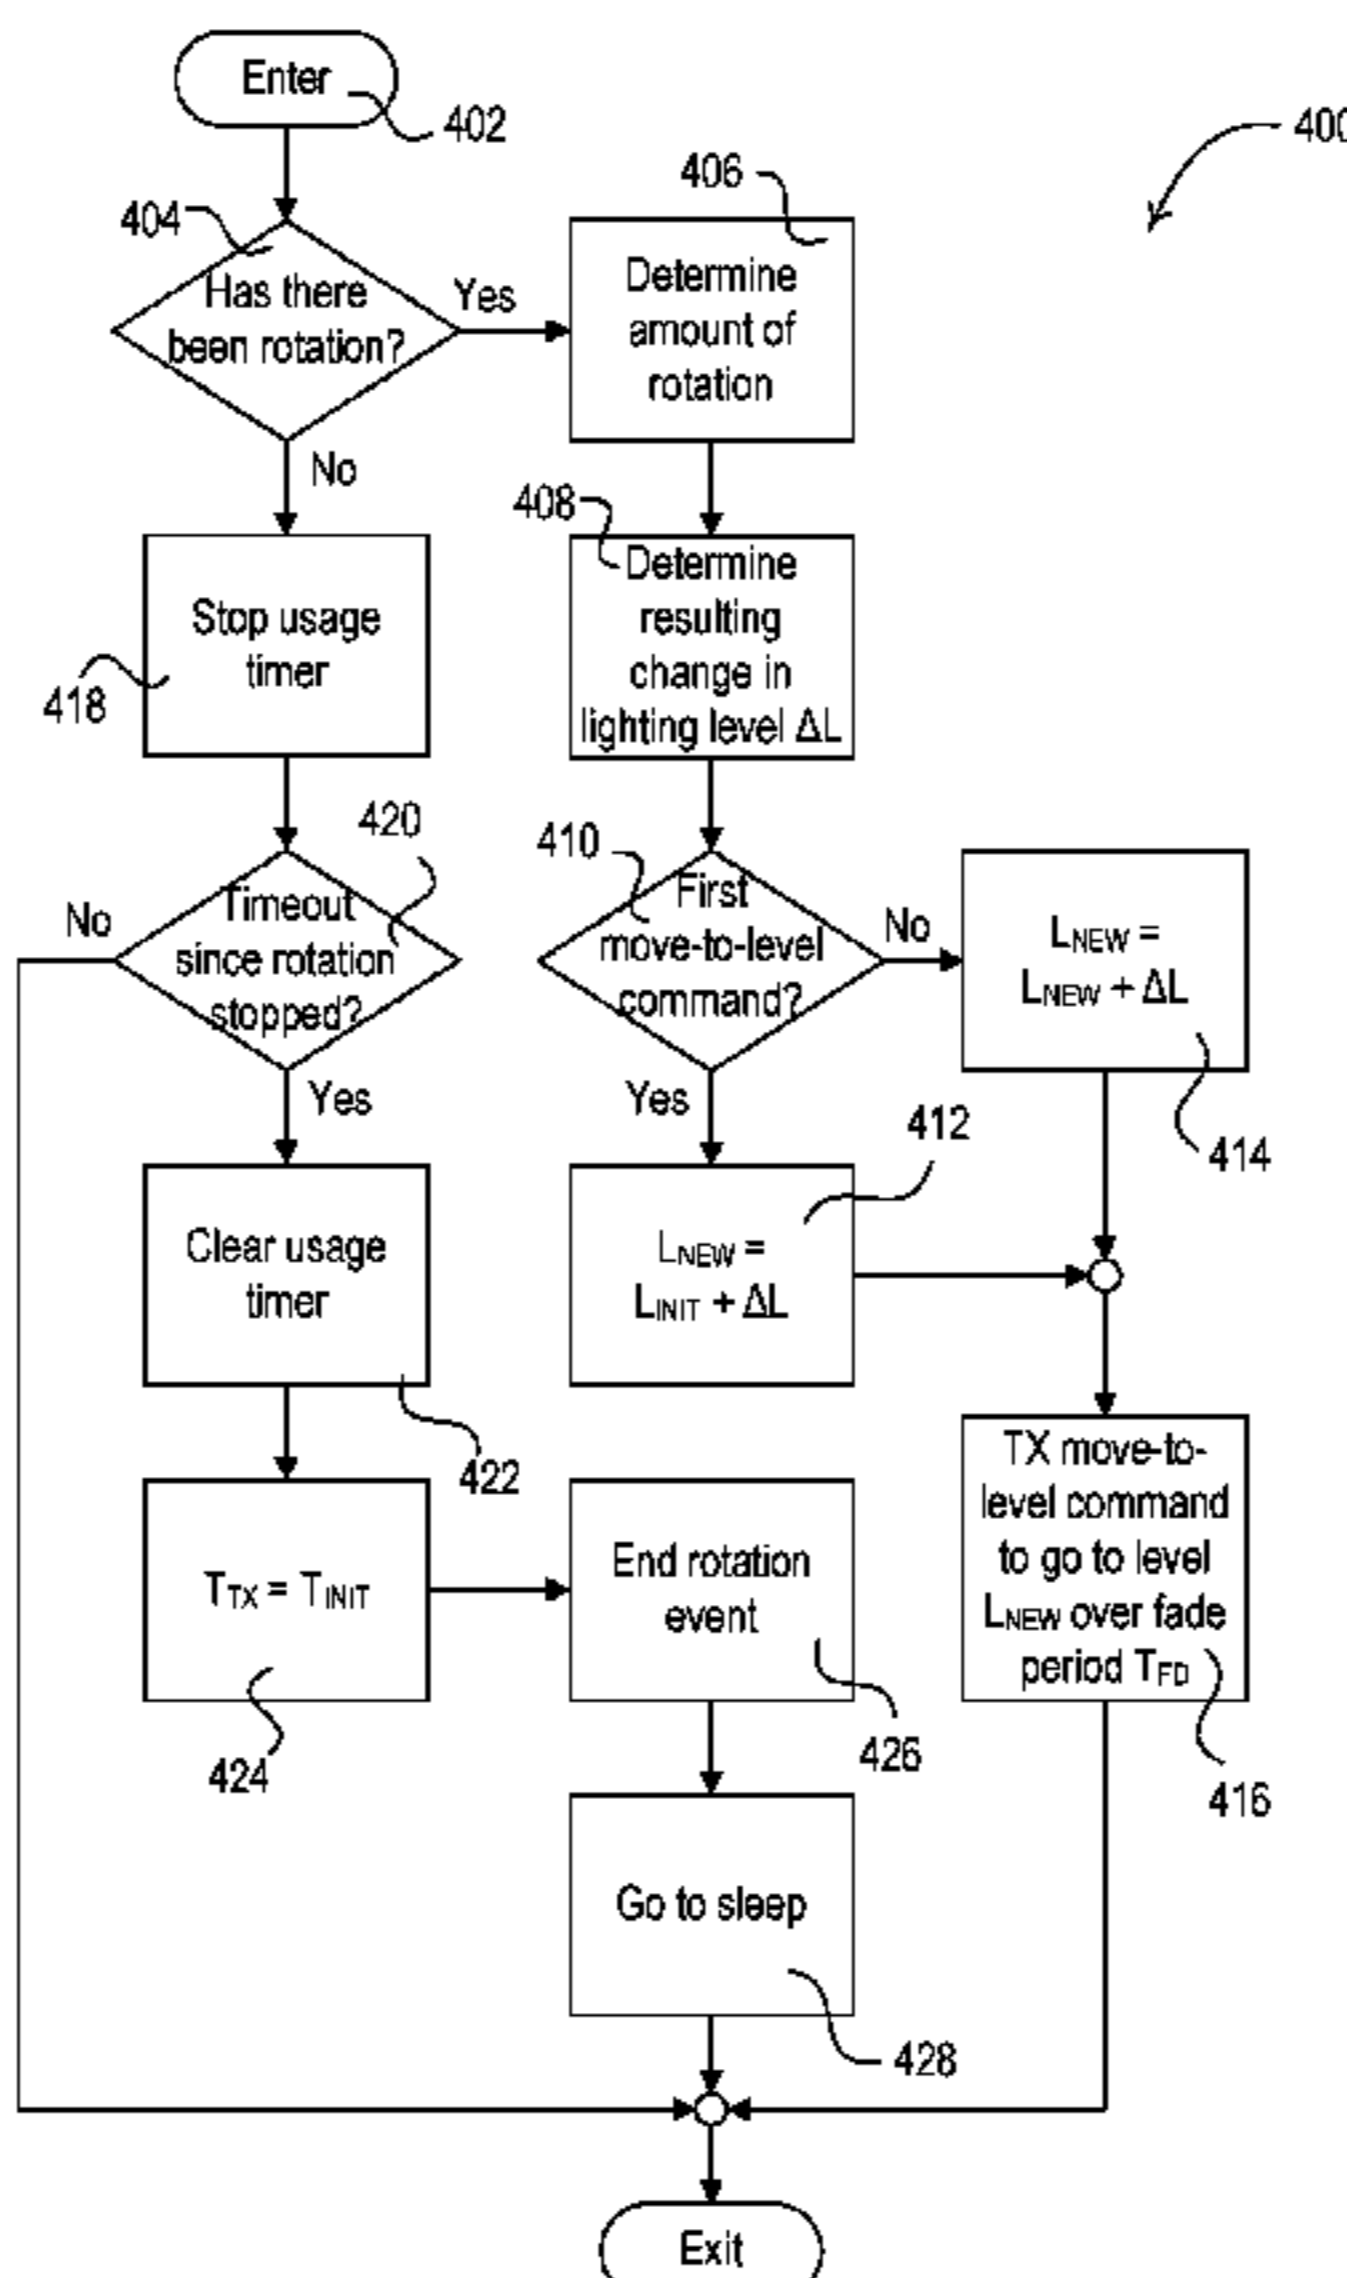 Enter
402
400
404
Has there
been rotation?
Yes
No
406
Determine
amount of
rotation
408
Determine
resulting
change in
lighting level ΔL
Stop usage
timer
418
420
Timeout
since rotation
stopped?
No
Yes
410
First
move-to-level
command?
No
Yes
LNEW =
LNEW + ΔL
414
412
LNEW =
LINIT + ΔL
Clear usage
timer
422
TTX = TINIT
424
End rotation
event
426
TX move-to-
level command
to go to level
LNEW over fade
period TFD
416
Go to sleep
428
Exit